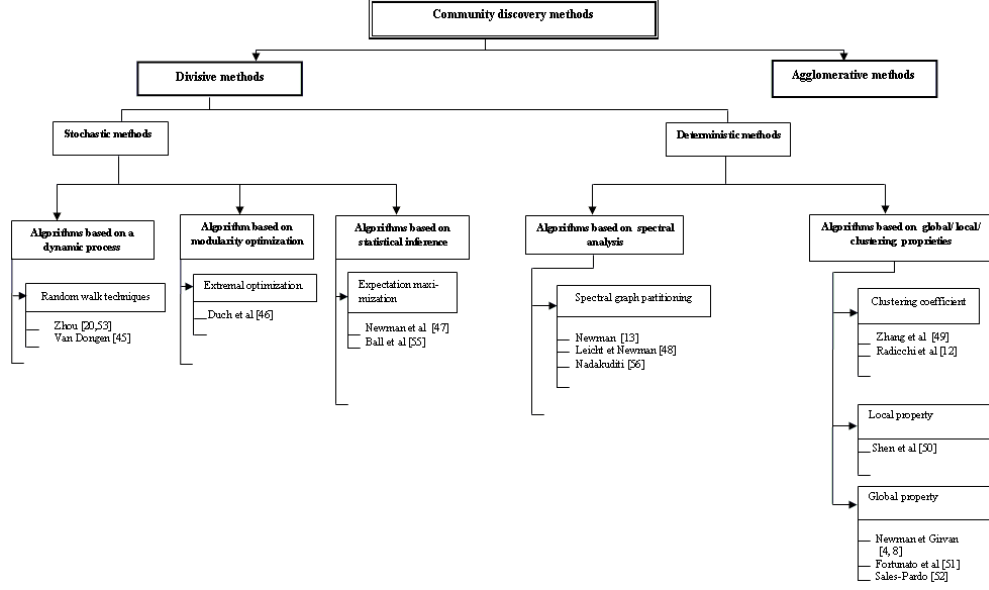 Community discovery methods
Divisive methods
Agglomerative methods
Stochastic methods
Deterministic methods
Algorithms based on a
dynamic process
Algorithm based on
modularity optimization
Algorithms based on
statistical inference
Algorithms based on spectral
analysis
Algorithms based on global/local/
clustering proprieties
Random walk techniques
Zhou [20,53]
Van Dongen [45]
Extremal optimization
Duch et al [46]
Expectation maxi-
mization
Newman et al [47]
Ball et al [55]
Spectral graph partitioning
Newman [13]
Leicht et Newman [48]
Nadakuditi [56]
Clustering coefficient
Zhang et al [49]
Radicchi et al [12]
Local property
Shen et al [50]
Global property
Newman et Girvan
[4, 8]
Fortunato et al [51]
Sales-Pardo [52]